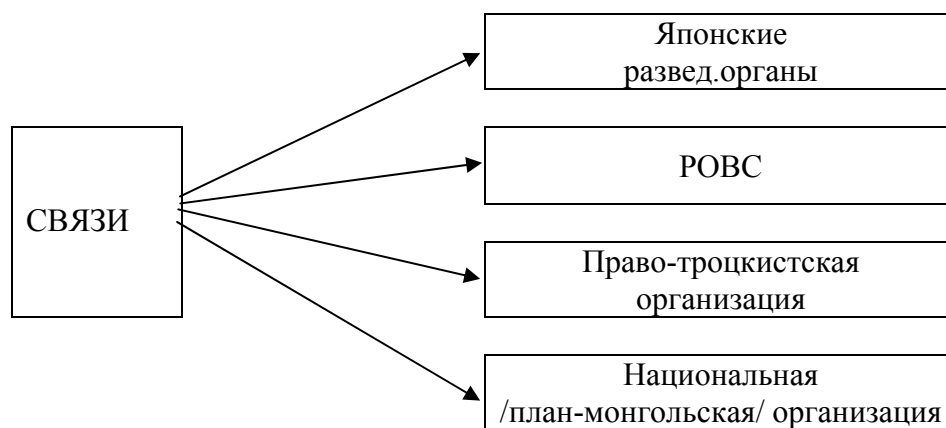 Японские
развед.органы
РОВС
СВЯЗИ
Право-троцкистская
организация
Национальная
/план-монгольская/ организация